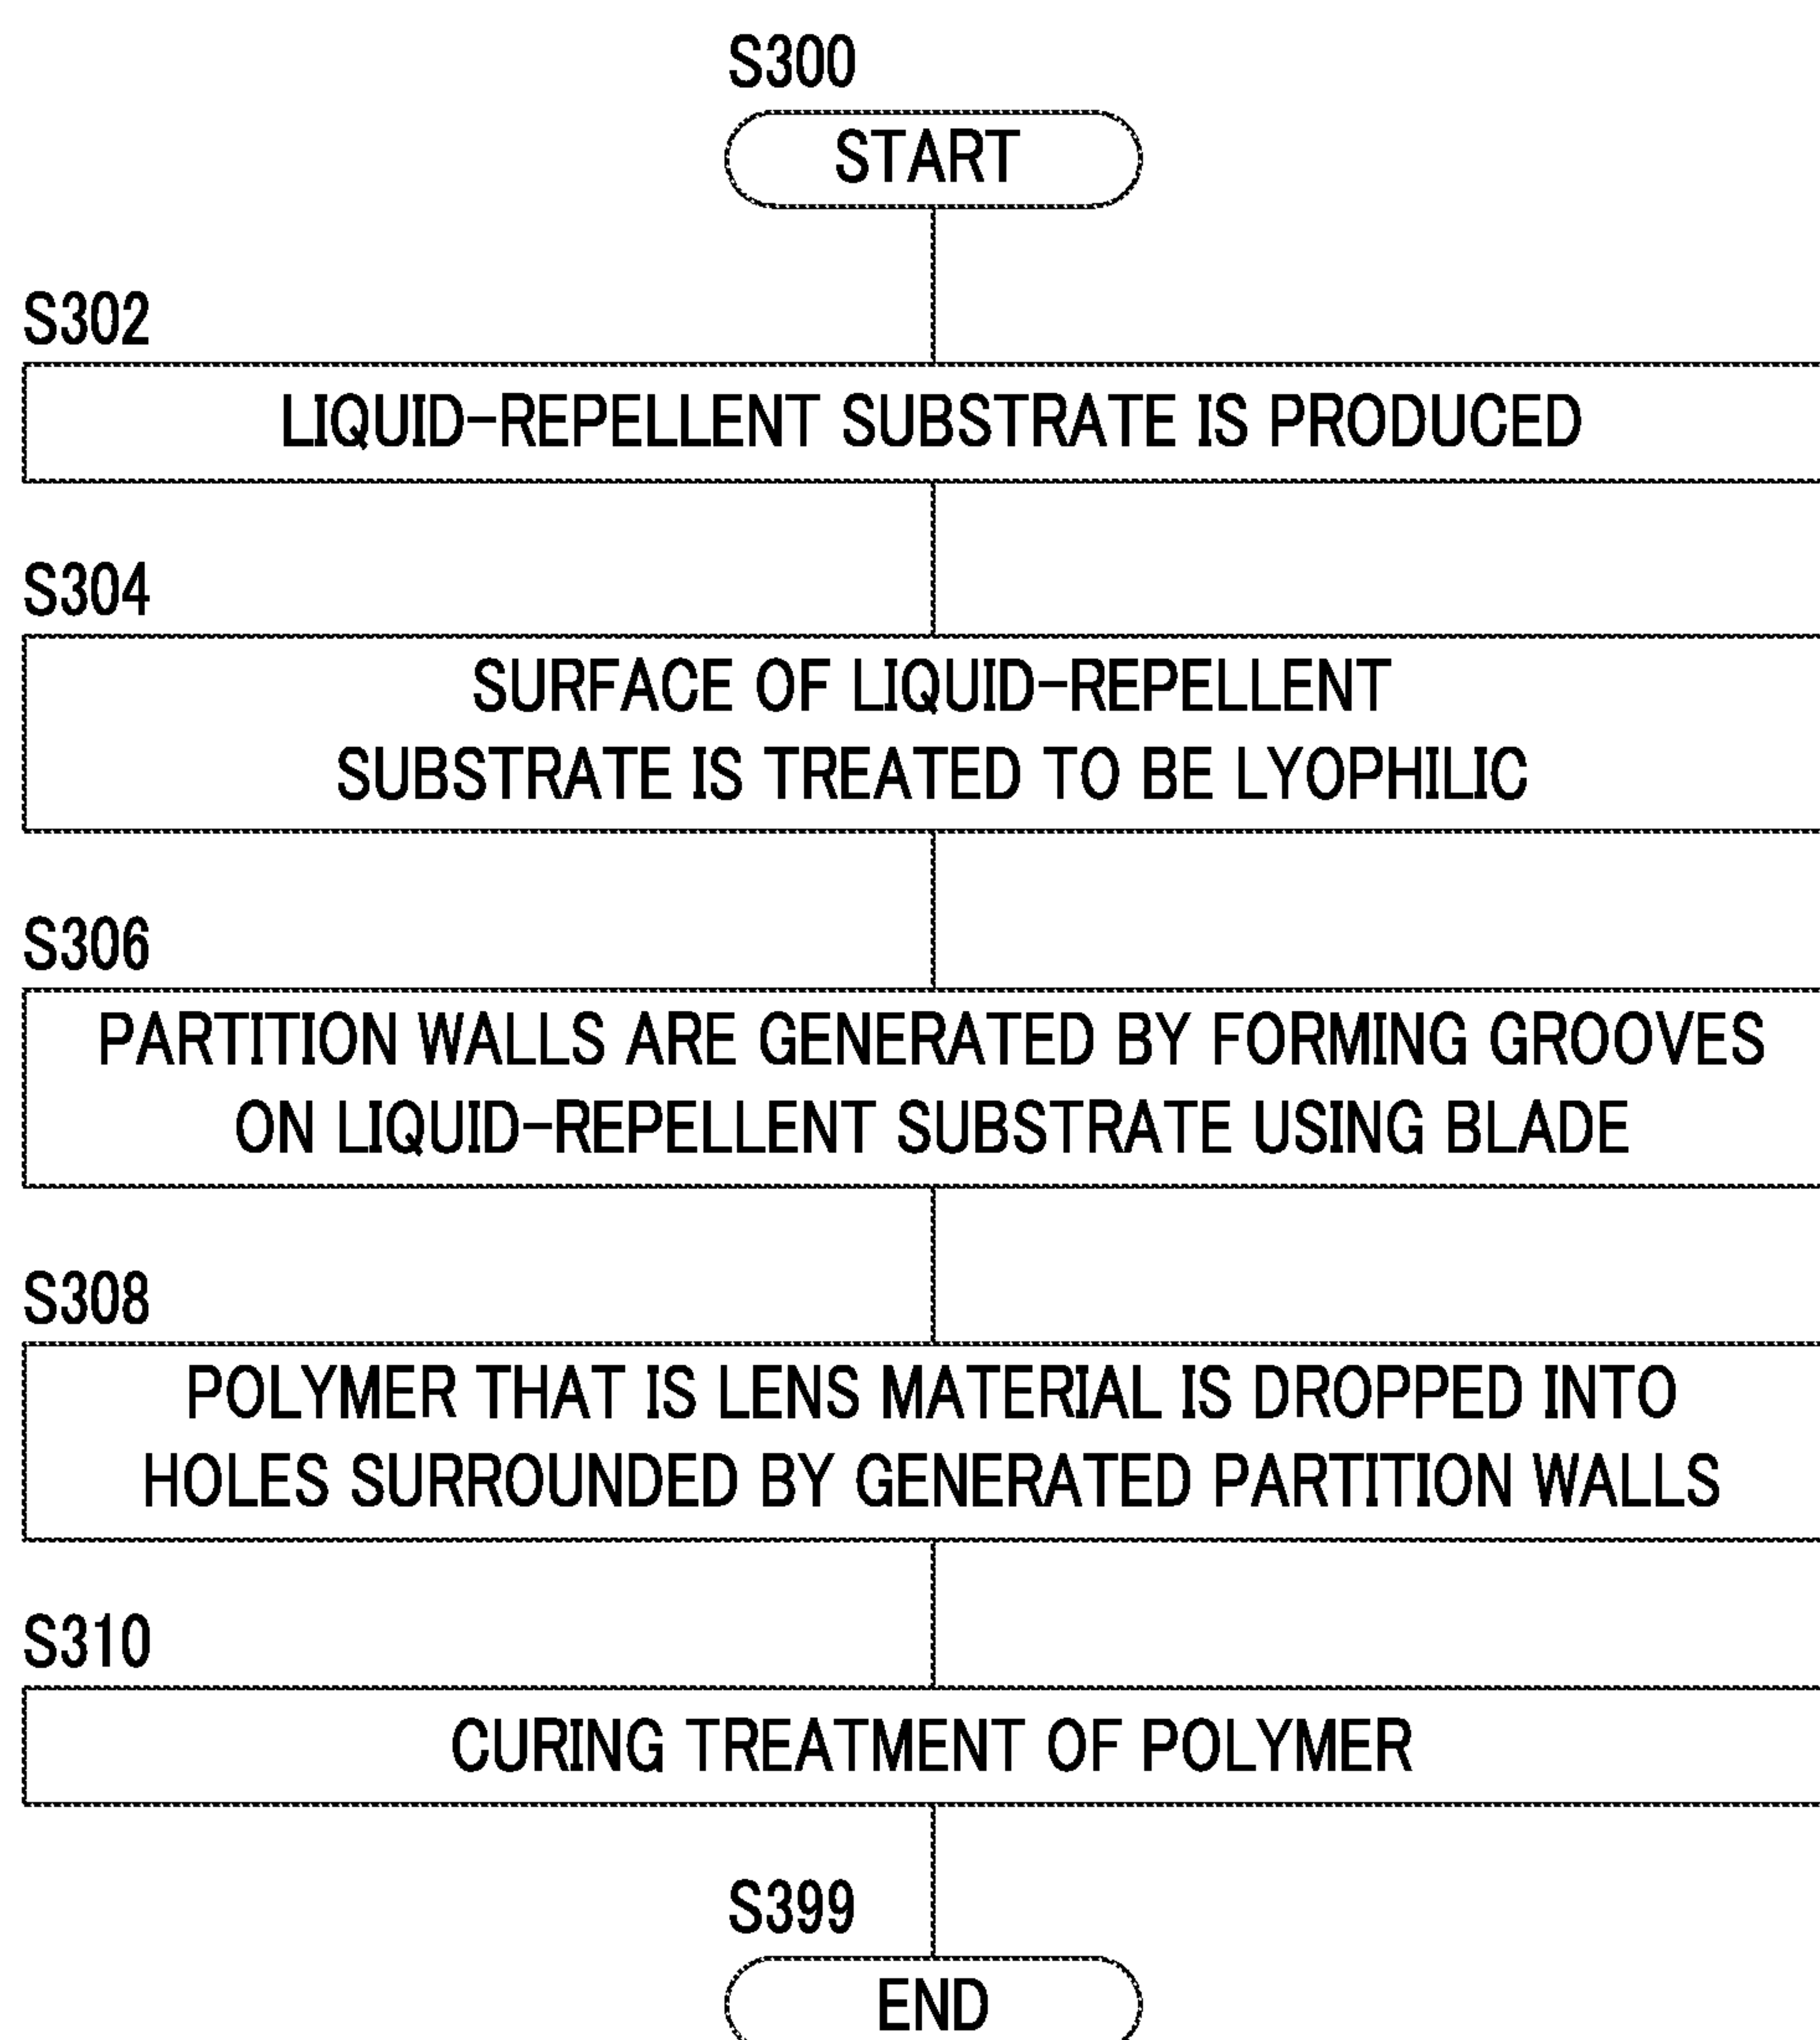 S300
START
S302
LIQUID-REPELLENT SUBSTRATE IS PRODUCED
S304
SURFACE OF LIQUID-REPELLENT
SUBSTRATE IS TREATED TO BE LYOPHILIC
S306
PARTITION WALLS ARE GENERATED BY FORMING GROOVES
ON LIQUID-REPELLENT SUBSTRATE USING BLADE
S308
POLYMER THAT IS LENS MATERIAL IS DROPPED INTO
HOLES SURROUNDED BY GENERATED PARTITION WALLS
S310
CURING TREATMENT OF POLYMER
S399
END